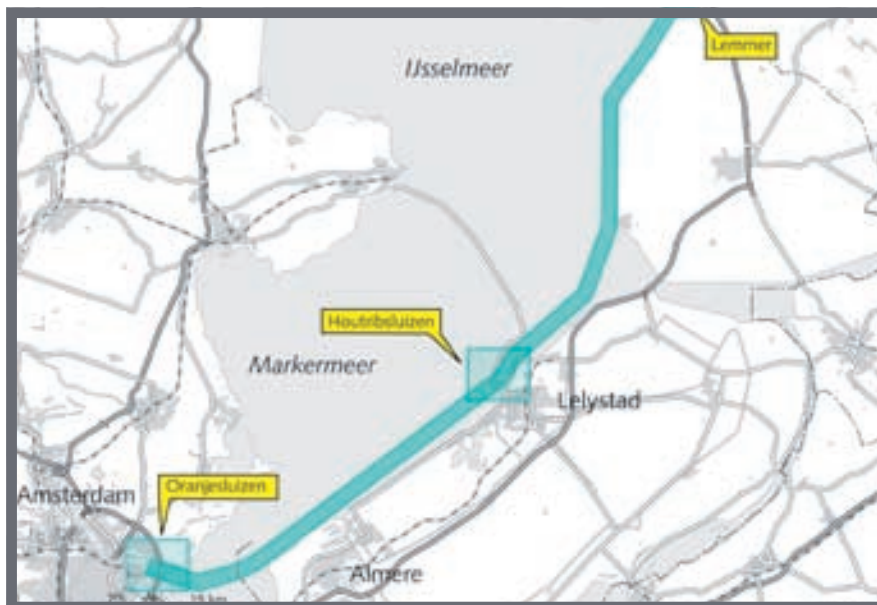 Lemmer
IJsselmeer
Houtribsluizen
Markermeer
Lelystad
Oranjesluizen
Amsterdam
Almere